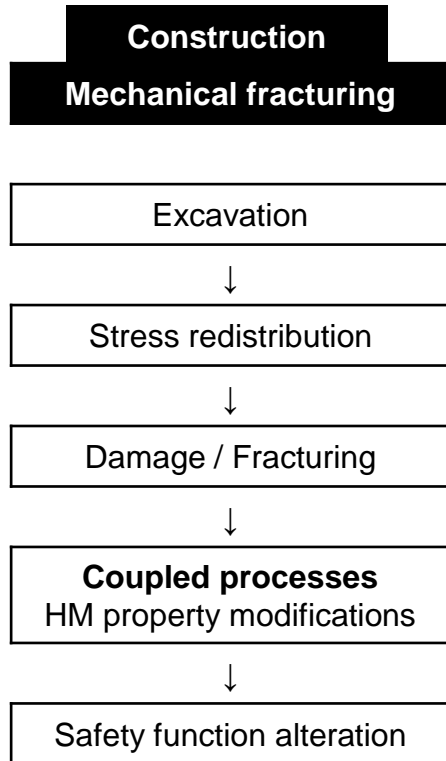 Construction
Mechanical fracturing
Excavation
↓
Stress redistribution
↓
Damage / Fracturing
↓
Coupled processes
HM property modifications
↓
Safety function alteration